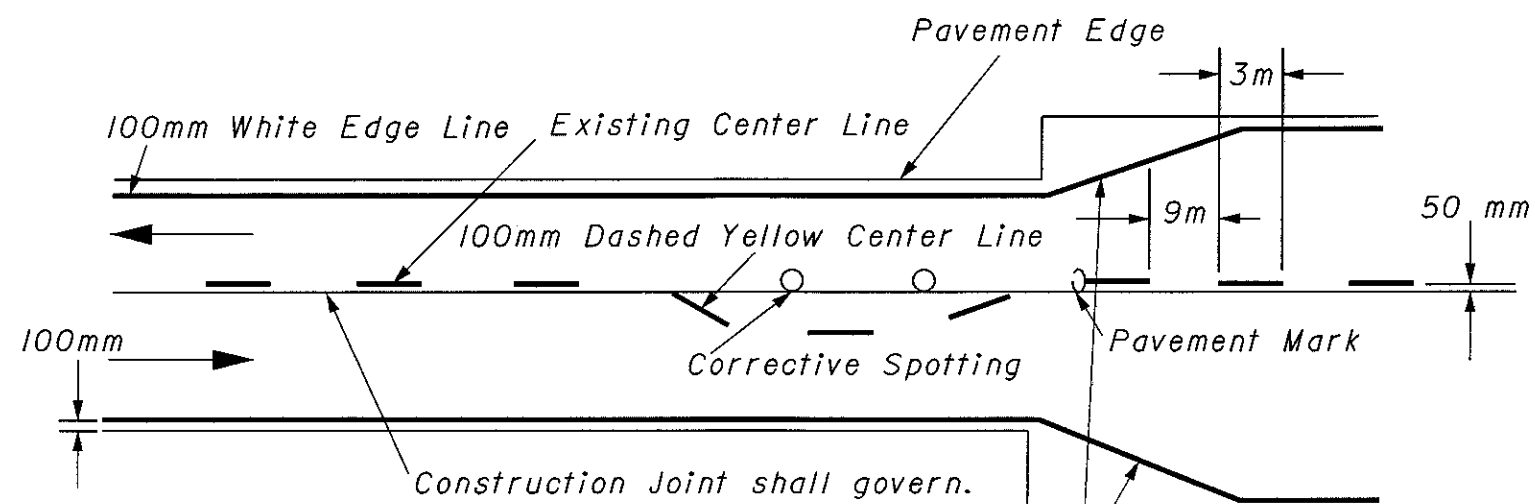 Pavement Edge
3m
100mm White Edge Line
Existing Center Line
9m
50 mm
100mm Dashed Yellow Center Line
100mm
Corrective Spotting
Pavement Mark
Construction Joint shall govern.